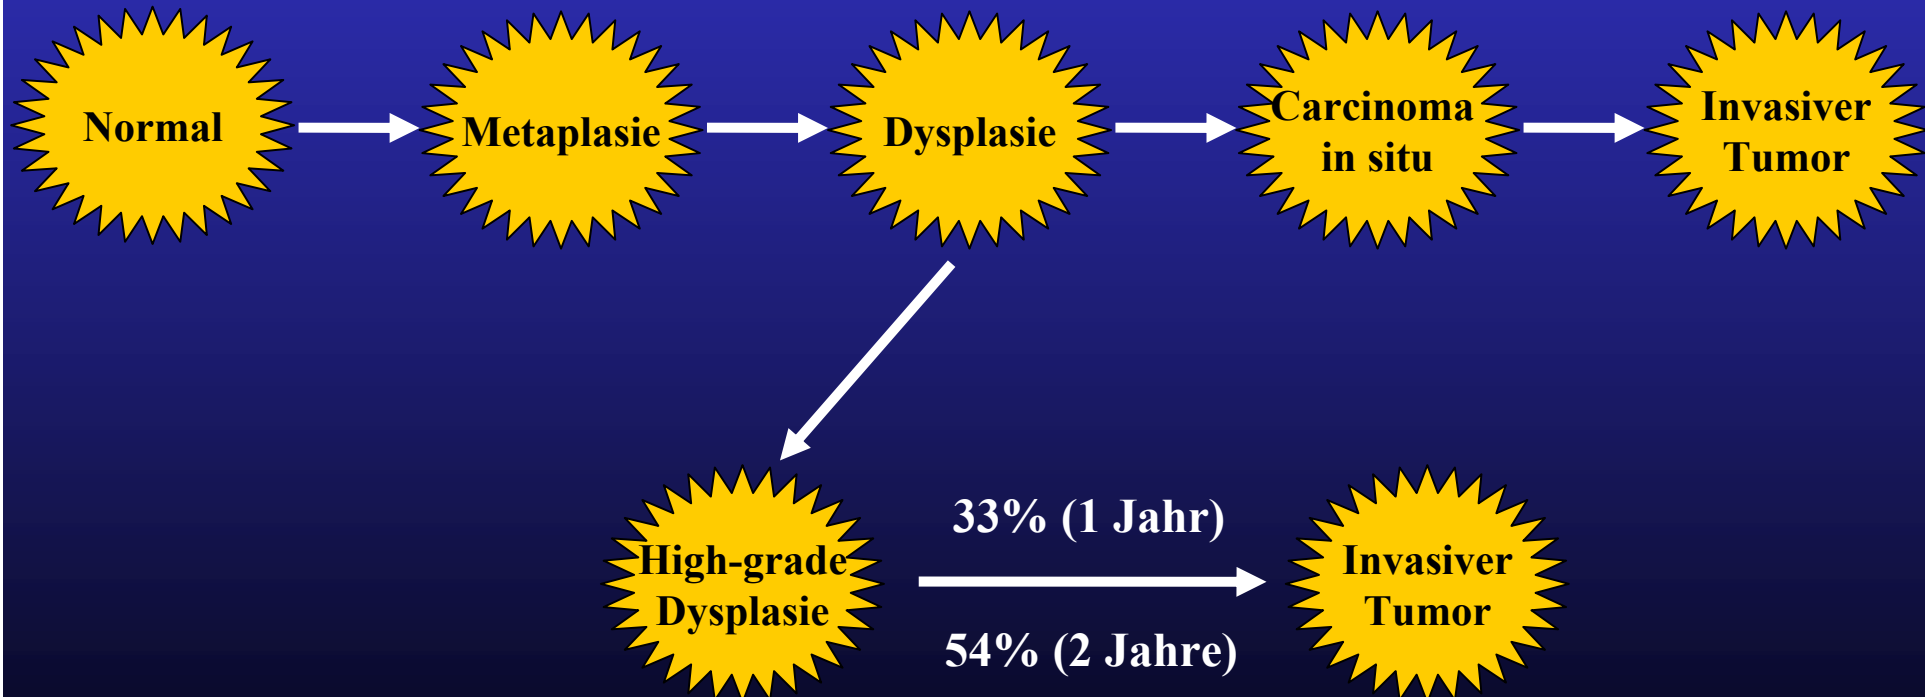 Normal
Metaplasie
Dysplasie
Carcinoma
in situ
Invasiver
Tumor
High-grade
Dysplasie
33% (1 Jahr)
54% (2 Jahre)
Invasiver
Tumor